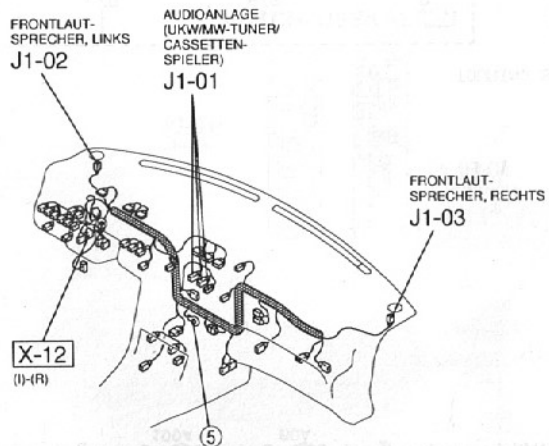 FRONTLAUT-
SPRECHER, LINKS
J1-02
AUDIOANLAGE
(UKW/MW-TUNER/
CASSETTEN-
SPIELER)
J1-01
FRONTLAUT-
SPRECHER, RECHTS
J1-03
X-12
(I)-(R)
5